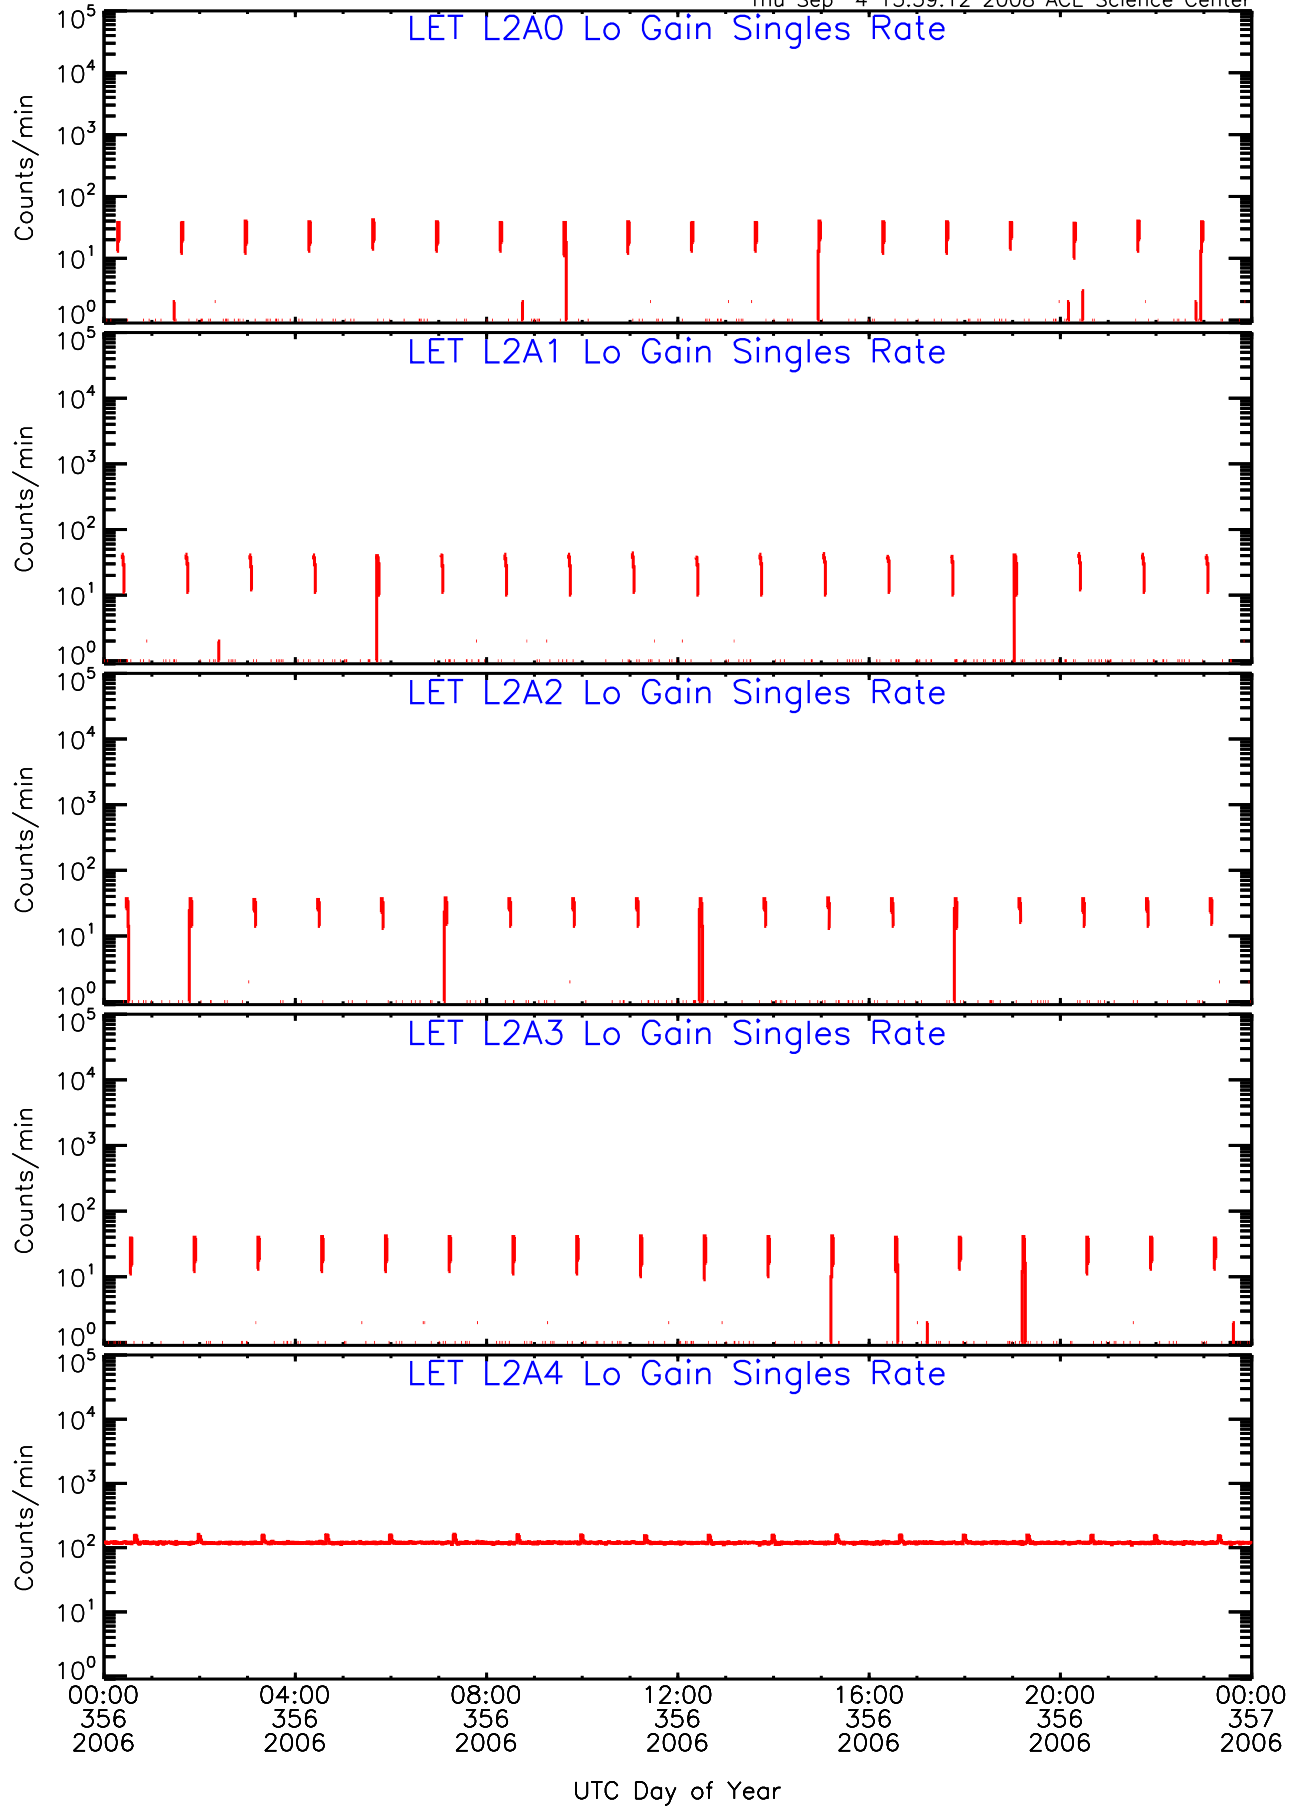 LET L2A0 Lo Gain Singles Rate
Counts/min
10^5
10^4
10^3
10^2
10^1
10^0
LET L2A1 Lo Gain Singles Rate
Counts/min
10^5
10^4
10^3
10^2
10^1
10^0
LET L2A2 Lo Gain Singles Rate
Counts/min
10^5
10^4
10^3
10^2
10^1
10^0
LET L2A3 Lo Gain Singles Rate
Counts/min
10^5
10^4
10^3
10^2
10^1
10^0
LET L2A4 Lo Gain Singles Rate
Counts/min
10^5
10^4
10^3
10^2
10^1
10^0
00:00 04:00 08:00 12:00 16:00 20:00 00:00
356 356 356 356 356 356 357
2006 2006 2006 2006 2006 2006 2006
UTC Day of Year